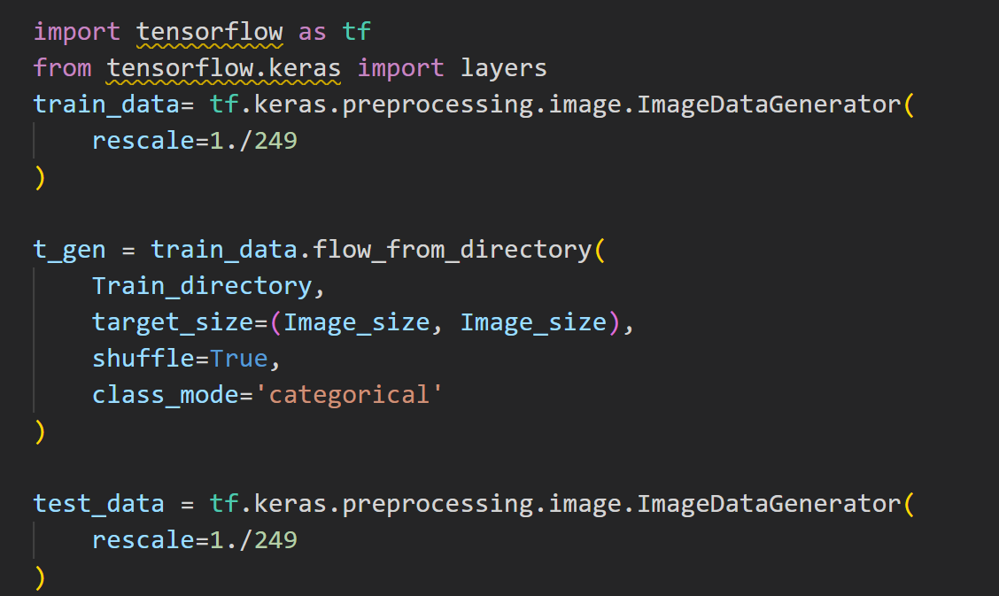 import tensorflow as tf
from tensorflow.keras import layers
train_data= tf.keras.preprocessing.image.ImageDataGenerator(
    rescale=1./249
)
t_gen = train_data.flow_from_directory(
    Train_directory,
    target_size=(Image_size, Image_size),
    shuffle=True,
    class_mode='categorical'
)
test_data = tf.keras.preprocessing.image.ImageDataGenerator(
    rescale=1./249
)